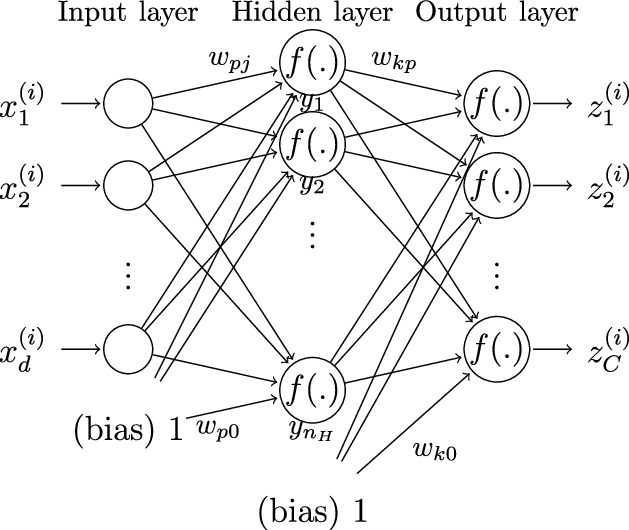 Input layer Hidden layer Output layer
w_{pj} f(.) w_{kp}
x_1^{(i)} y_1 f(.) z_1^{(i)}
f(.)
x_2^{(i)} y_2 f(.) z_2^{(i)}
⋮ ⋮ ⋮
x_d^{(i)} f(.) z_C^{(i)}
f(.)
(bias) 1 w_{p0} y_{n_H}
w_{k0}
(bias) 1